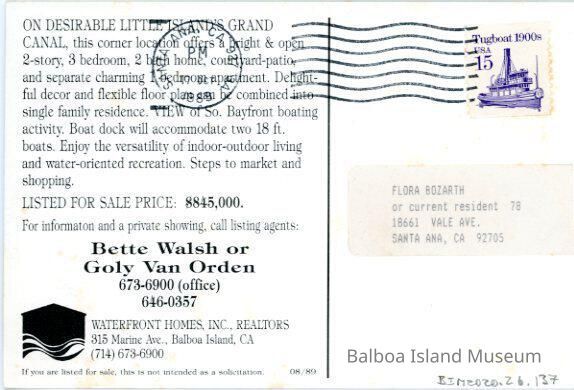 ON DESIRABLE LITTLE ISLAND'S GRAND
CANAL, this corner location offers a bright & open
2-story, 3 bedroom, 2 bath home, courtyard-patio,
and separate charming 1 bedroom apartment. Delight-
ful decor and flexible floor plan can be combined into
single family residence. VIEW of So. Bayfront boating
activity. Boat dock will accommodate two 18 ft.
boats. Enjoy the versatility of indoor-outdoor living
and water-oriented recreation. Steps to market and
shopping.
LISTED FOR SALE PRICE: $845,000.
For informaton and a private showing, call listing agents:
Bette Walsh or
Goly Van Orden
673-6900 (office)
646-0357
WATERFRONT HOMES, INC., REALTORS
315 Marine Ave., Balboa Island, CA
(714) 673-6900
If you are listed for sale, this is not intended as a solicitation. 08/89
SANTA ANA, CA
PM
1989
Tugboat 1900s
USA
15
FLORA BOZARTH
or current resident 78
18661 VALE AVE.
SANTA ANA, CA 92705
Balboa Island Museum
BIM2020.26.137